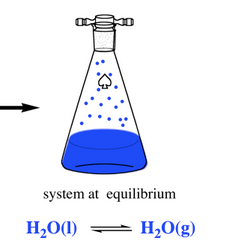 system at equilibrium
H₂O(l) ⇌ H₂O(g)